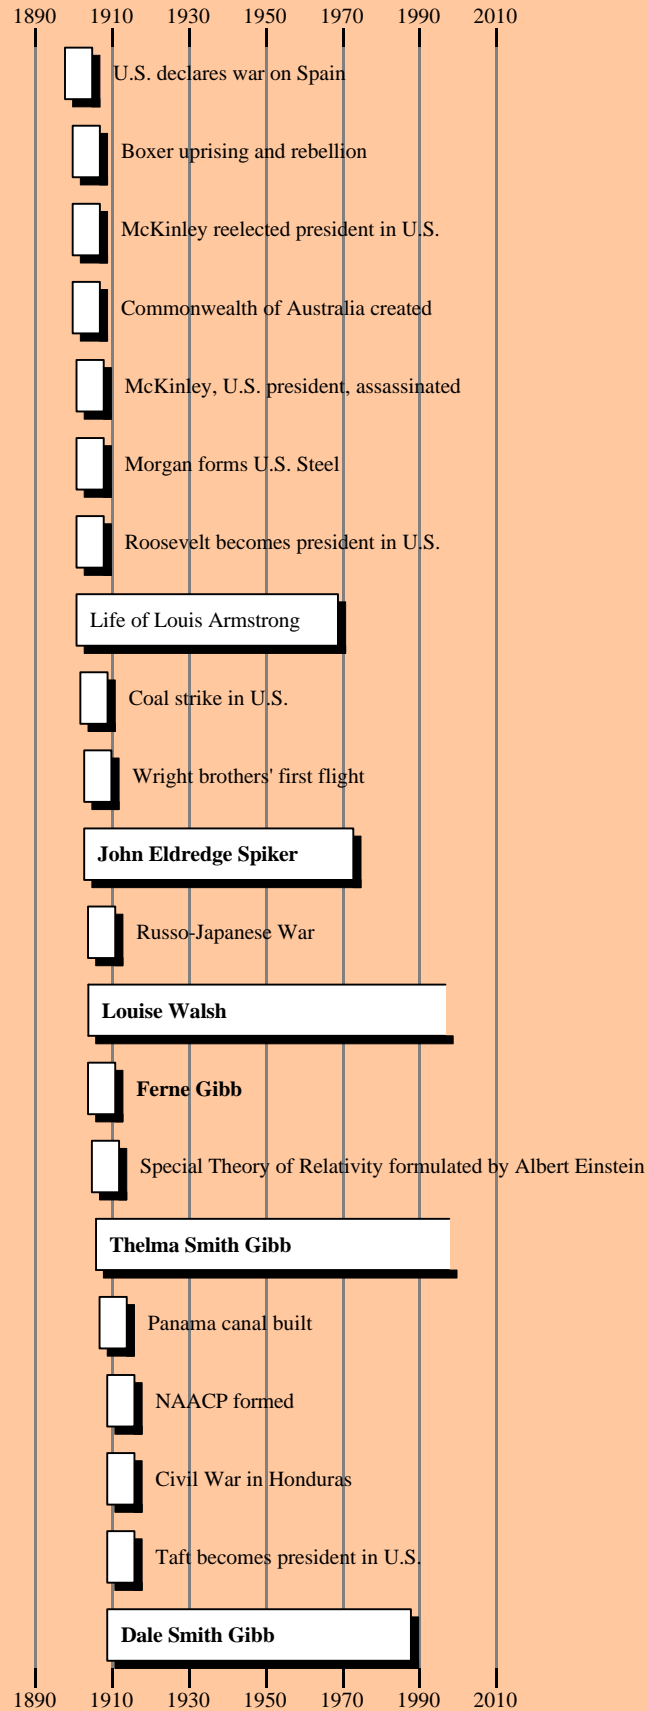 1890 1910 1930 1950 1970 1990 2010
U.S. declares war on Spain
Boxer uprising and rebellion
McKinley reelected president in U.S.
Commonwealth of Australia created
McKinley, U.S. president, assassinated
Morgan forms U.S. Steel
Roosevelt becomes president in U.S.
Life of Louis Armstrong
Coal strike in U.S.
Wright brothers' first flight
John Eldredge Spiker
Russo-Japanese War
Louise Walsh
Ferne Gibb
Special Theory of Relativity formulated by Albert Einstein
Thelma Smith Gibb
Panama canal built
NAACP formed
Civil War in Honduras
Taft becomes president in U.S.
Dale Smith Gibb
1890 1910 1930 1950 1970 1990 2010